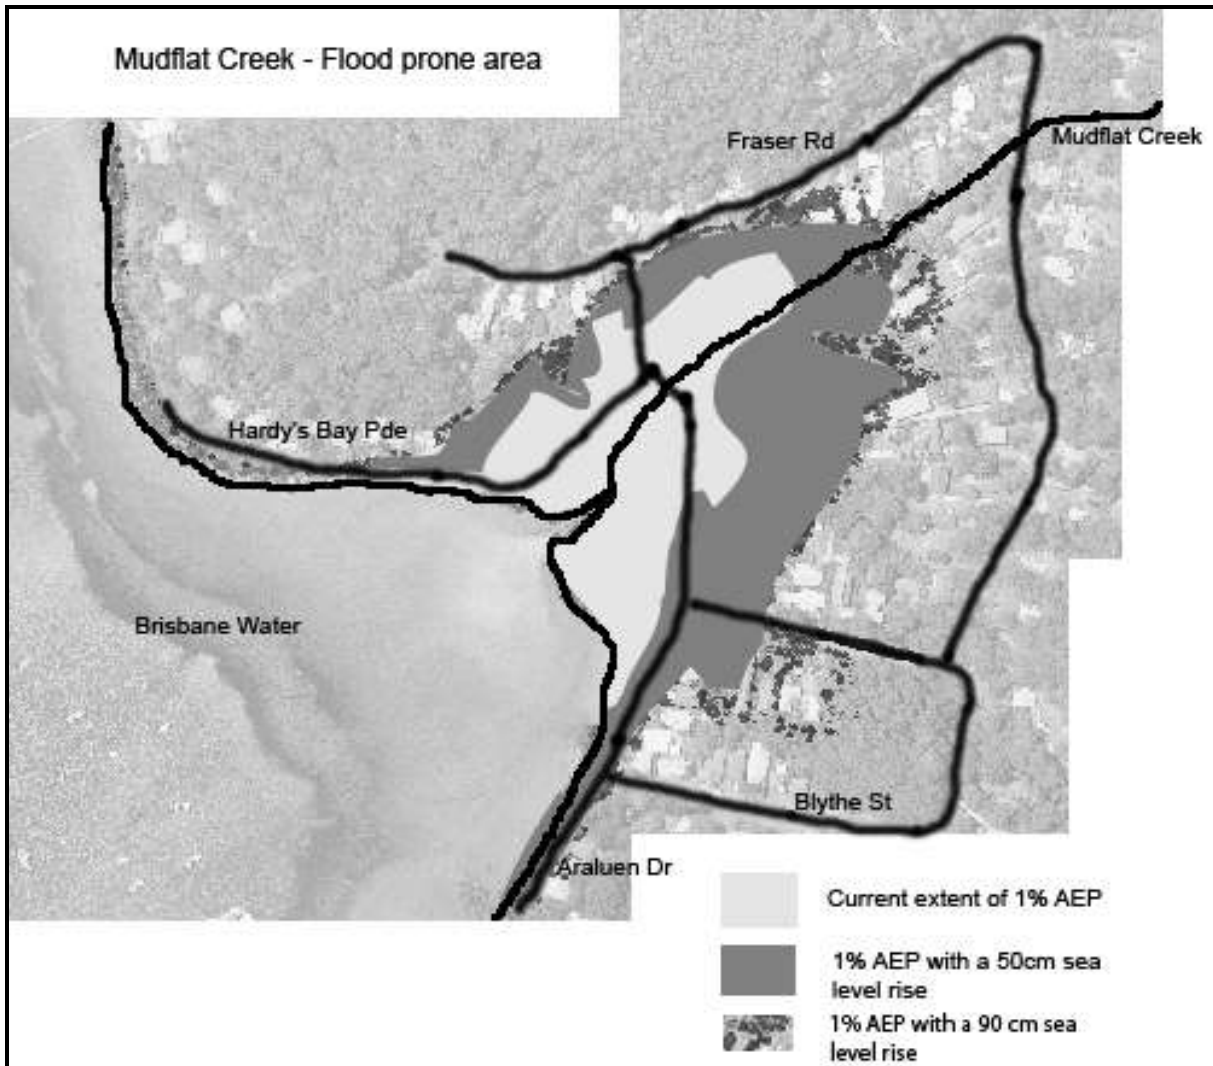 Mudflat Creek - Flood prone area
Fraser Rd
Mudflat Creek
Hardy's Bay Pde
Brisbane Water
Blythe St
Araluen Dr
Current extent of 1% AEP
1% AEP with a 50cm sea
level rise
1% AEP with a 90 cm sea
level rise